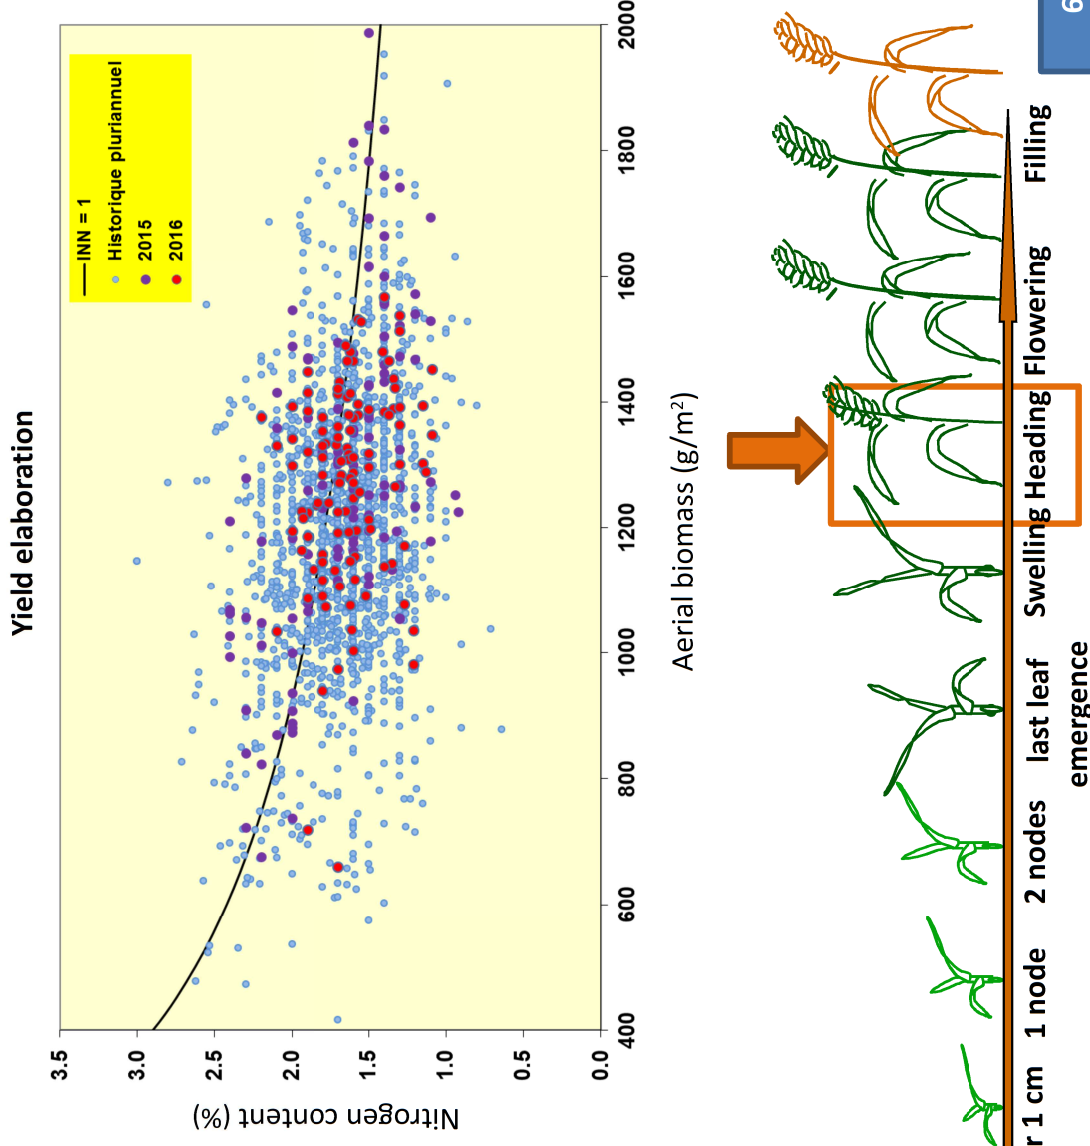 Yield elaboration
INN = 1
Historique pluriannuel
2015
2016
Nitrogen content (%)
3.5
3.0
2.5
2.0
1.5
1.0
0.5
0.0
400
600
800
1000
1200
1400
1600
1800
2000
Aerial biomass (g/m²)
r 1 cm
1 node
2 nodes
last leaf
emergence
Swelling
Heading
Flowering
Filling
6